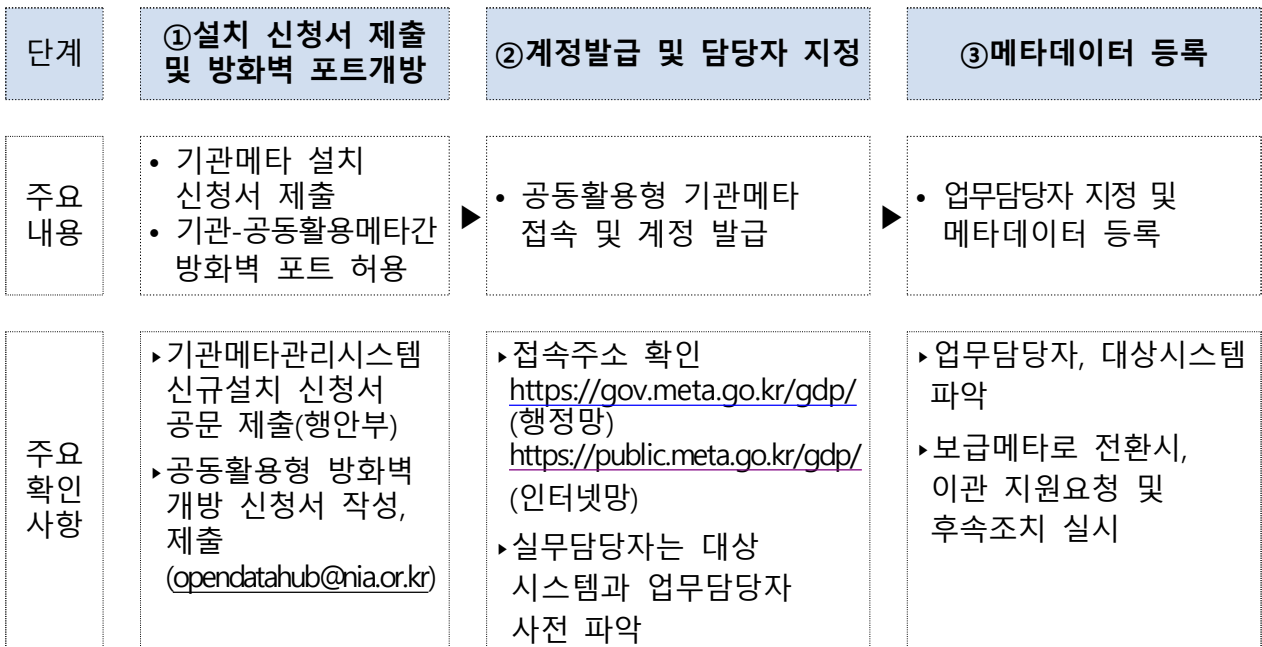 단계
①설치 신청서 제출
및 방화벽 포트개방
②계정발급 및 담당자 지정
③메타데이터 등록
주요
내용
• 기관메타 설치
신청서 제출
• 기관-공동활용메타간
방화벽 포트 허용
▶
• 공동활용형 기관메타
접속 및 계정 발급
▶
• 업무담당자 지정 및
메타데이터 등록
주요
확인
사항
▸기관메타관리시스템
신규설치 신청서
공문 제출(행안부)
▸공동활용형 방화벽
개방 신청서 작성,
제출
(opendatahub@nia.or.kr)
▸접속주소 확인
https://gov.meta.go.kr/gdp/
(행정망)
https://public.meta.go.kr/gdp/
(인터넷망)
▸실무담당자는 대상
시스템과 업무담당자
사전 파악
▸업무담당자, 대상시스템
파악
▸보급메타로 전환시,
이관 지원요청 및
후속조치 실시